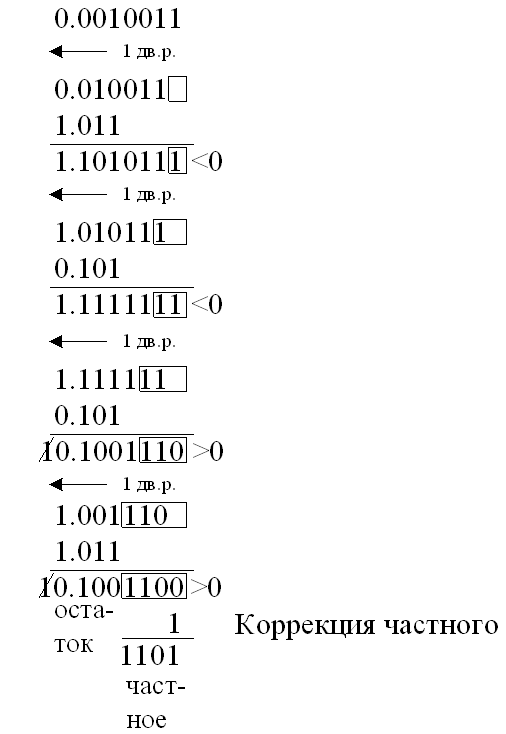 0.0010011
1 дв.р.
0.010011
1.011
1.1010111 <0
1 дв.р.
1.010111
0.101
1.1111111 <0
1 дв.р.
1.111111
0.101
10.1001110 >0
1 дв.р.
1.001110
1.011
10.1001100 >0
оста-
ток
1
Коррекция частного
1101
част-
ное